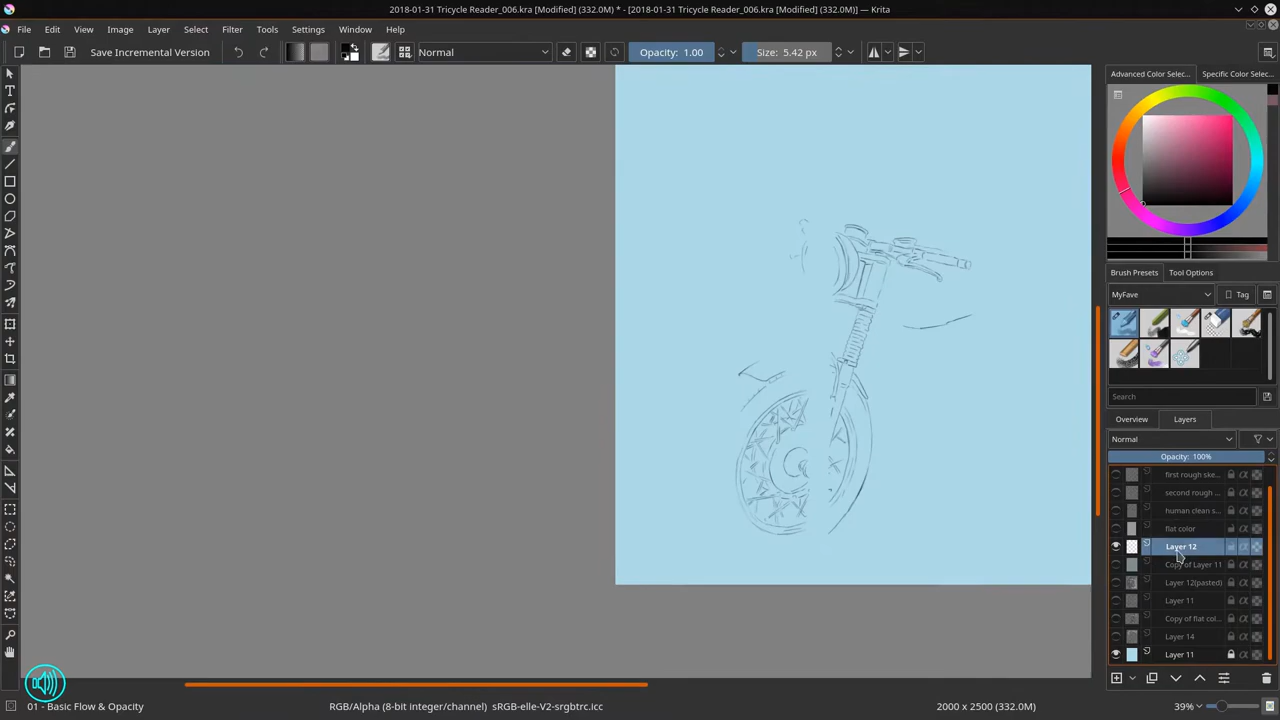 2018-01-31 Tricycle Reader_006.kra [Modified] (332.0M) * - [2018-01-31 Tricycle Reader_006.kra [Modified] (332.0M)] - Krita
File Edit View Image Layer Select Filter Tools Settings Window Help
Save Incremental Version Normal Opacity: 1.00 Size: 5.42 px
Advanced Color Selec... Specific Color Selec...
Brush Presets Tool Options
MyFave Tag
Search
Overview Layers
Normal
Opacity: 100%
first rough ske...
second rough ...
human clean s...
flat color
Layer 12
Copy of Layer 11
Layer 12(pasted)
Layer 11
Copy of flat col...
Layer 14
Layer 11
01 - Basic Flow & Opacity RGB/Alpha (8-bit integer/channel) sRGB-elle-V2-srgbtrc.icc 2000 x 2500 (332.0M) 39%